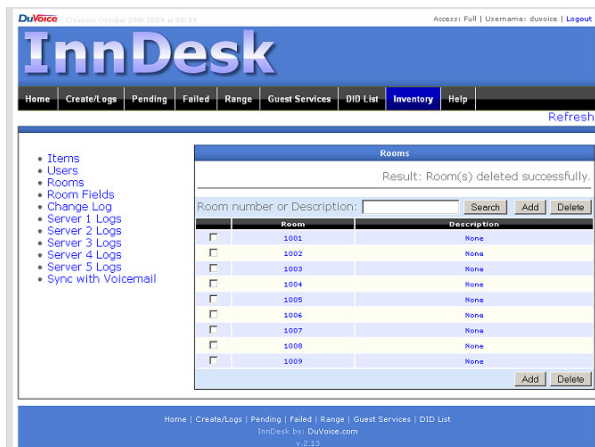 DuVoice Creations October 29th 2009 at 08:39
Access: Full | Username: duvoice | Logout
InnDesk
Home Create/Logs Pending Failed Range Guest Services DID List Inventory Help
Refresh
Items
Users
Rooms
Room Fields
Change Log
Server 1 Logs
Server 2 Logs
Server 3 Logs
Server 4 Logs
Server 5 Logs
Sync with Voicemail
Rooms
Result: Room(s) deleted successfully.
Room number or Description: Search Add Delete
Room Description
1001 None
1002 None
1003 None
1004 None
1005 None
1006 None
1007 None
1008 None
1009 None
Add Delete
Home | Create/Logs | Pending | Failed | Range | Guest Services | DID List
InnDesk by: DuVoice.com
v.2.13